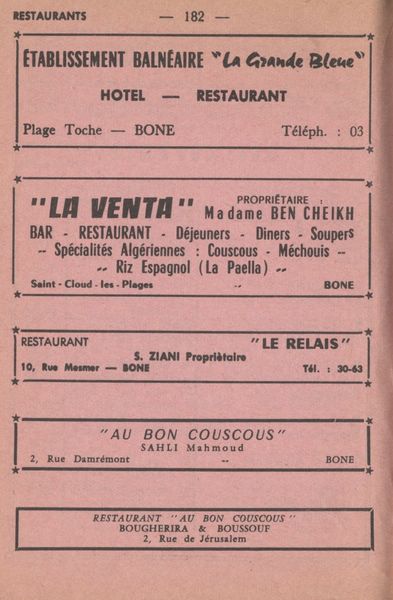 RESTAURANTS — 182 —
ÉTABLISSEMENT BALNÉAIRE "La Grande Bleue"
HOTEL — RESTAURANT
Plage Toche — BONE Téléph. : 03
"LA VENTA" PROPRIÉTAIRE :
Madame BEN CHEIKH
BAR - RESTAURANT - Déjeuners - Diners - Soupers
-- Spécialités Algériennes : Couscous - Méchouis --
-- Riz Espagnol (La Paella) --
Saint-Cloud-les-Plages -- BONE
RESTAURANT "LE RELAIS"
S. ZIANI Propriètaire
10, Rue Mesmer — BONE Tél. : 30-63
"AU BON COUSCOUS"
SAHLI Mahmoud
2, Rue Damrémont -- BONE
RESTAURANT "AU BON COUSCOUS"
BOUGHERIRA & BOUSSOUF
2, Rue de Jérusalem